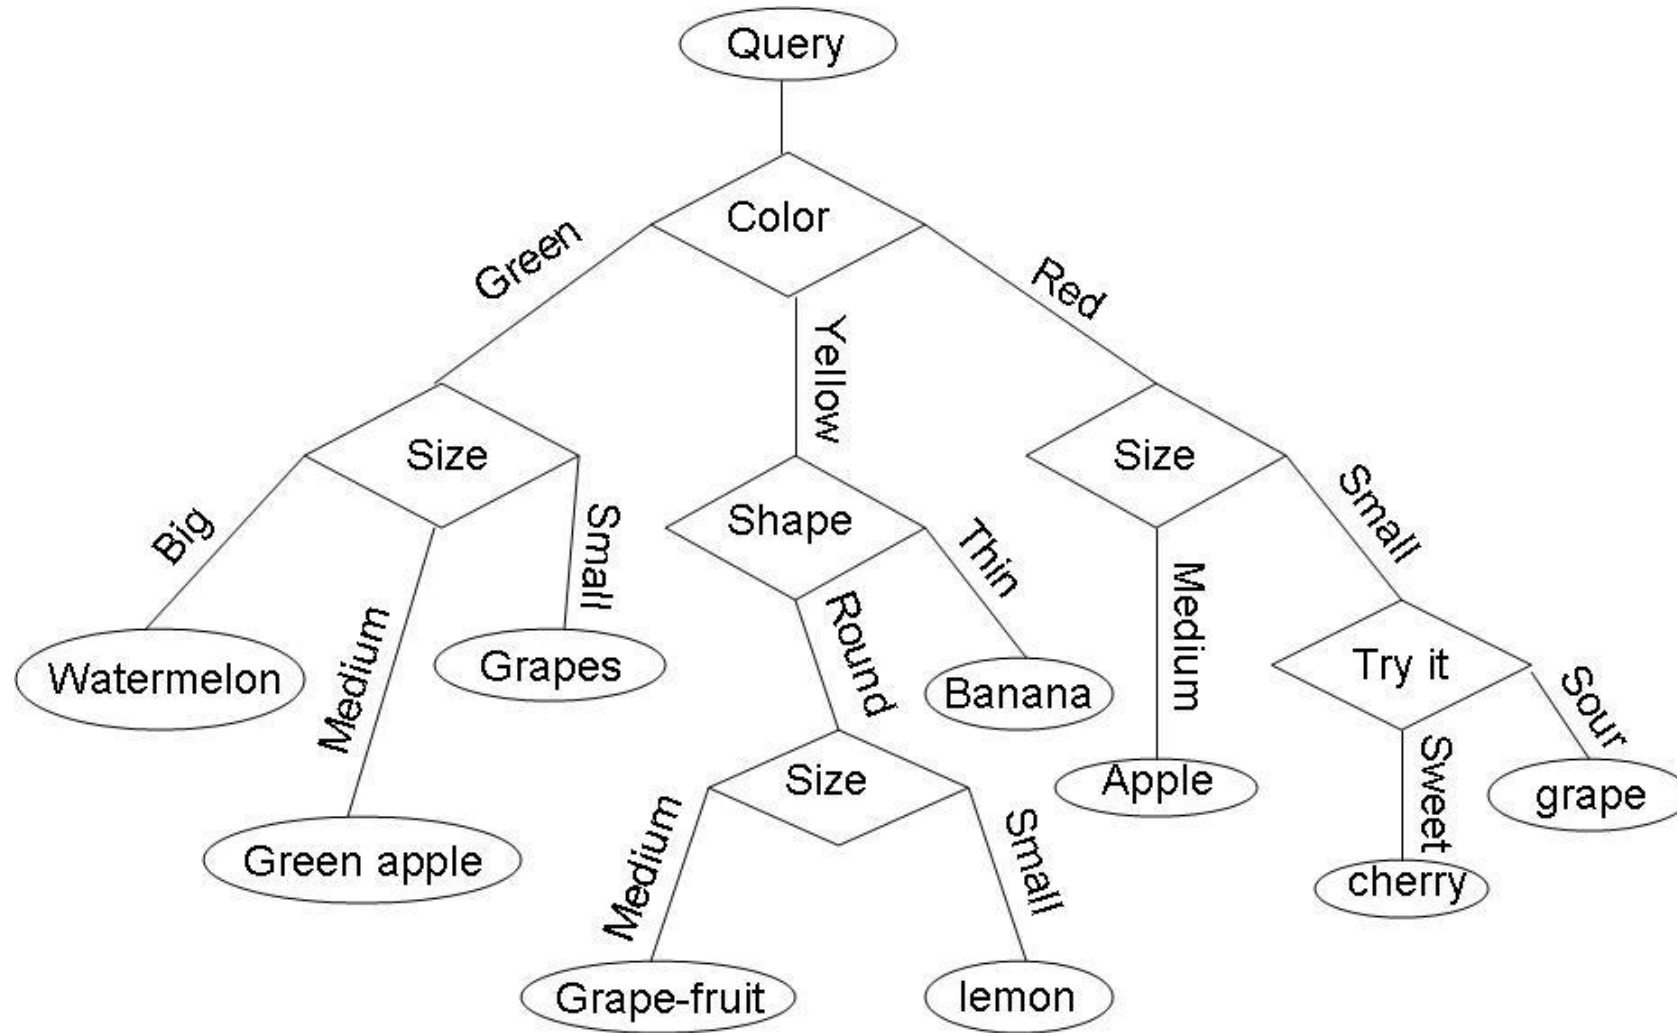 Query
Color
Green
Yellow
Red
Size
Shape
Size
Big
Medium
Small
Round
Thin
Medium
Small
Watermelon
Grapes
Banana
Try it
Green apple
Size
Apple
Sweet
Sour
Medium
Small
cherry
grape
Grape-fruit
lemon